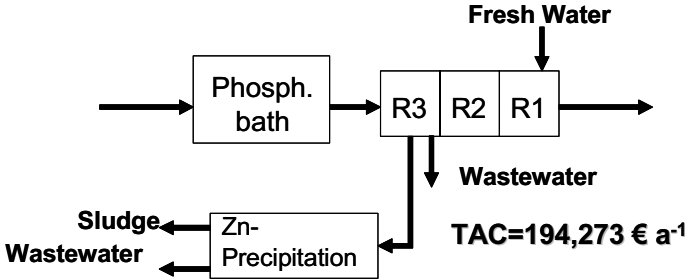 Fresh Water
Phosph.
bath
R3 R2 R1
Wastewater
Sludge
Wastewater
Zn-
Precipitation
TAC=194,273 € a-1